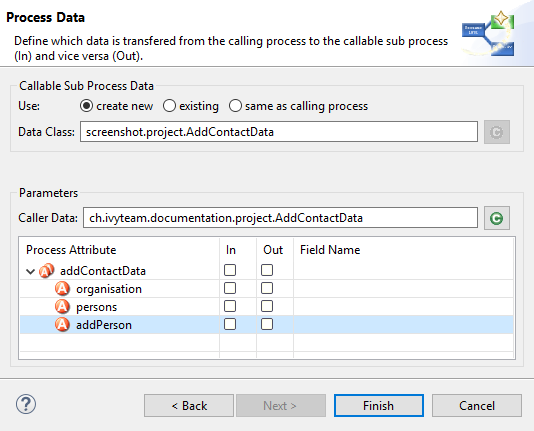 Process Data
Define which data is transfered from the calling process to the callable sub process
(In) and vice versa (Out).
Callable Sub Process Data
Use: create new existing same as calling process
Data Class: screenshot.project.AddContactData
C
Parameters
Caller Data: ch.ivyteam.documentation.project.AddContactData
C
Process Attribute In Out Field Name
A addContactData
A organisation
A persons
A addPerson
? < Back Next > Finish Cancel